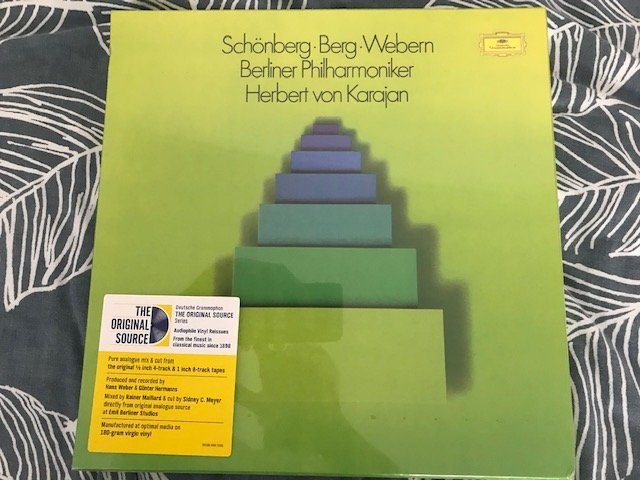 Schönberg · Berg · Webern
Berliner Philharmoniker
Herbert von Karajan
THE
ORIGINAL
SOURCE
Deutsche Grammophon
THE ORIGINAL SOURCE
Series
Audiophile Vinyl Reissues
From the finest in
classical music since 1898
Pure analogue mix & cut from
the original ½ inch 4-track & 1 inch 8-track tapes
Produced and recorded by
Hans Weber & Günter Hermanns
Mixed by Rainer Maillard & cut by Sidney C. Meyer
directly from original analogue source
at Emil Berliner Studios
Manufactured at optimal media on
180-gram virgin vinyl